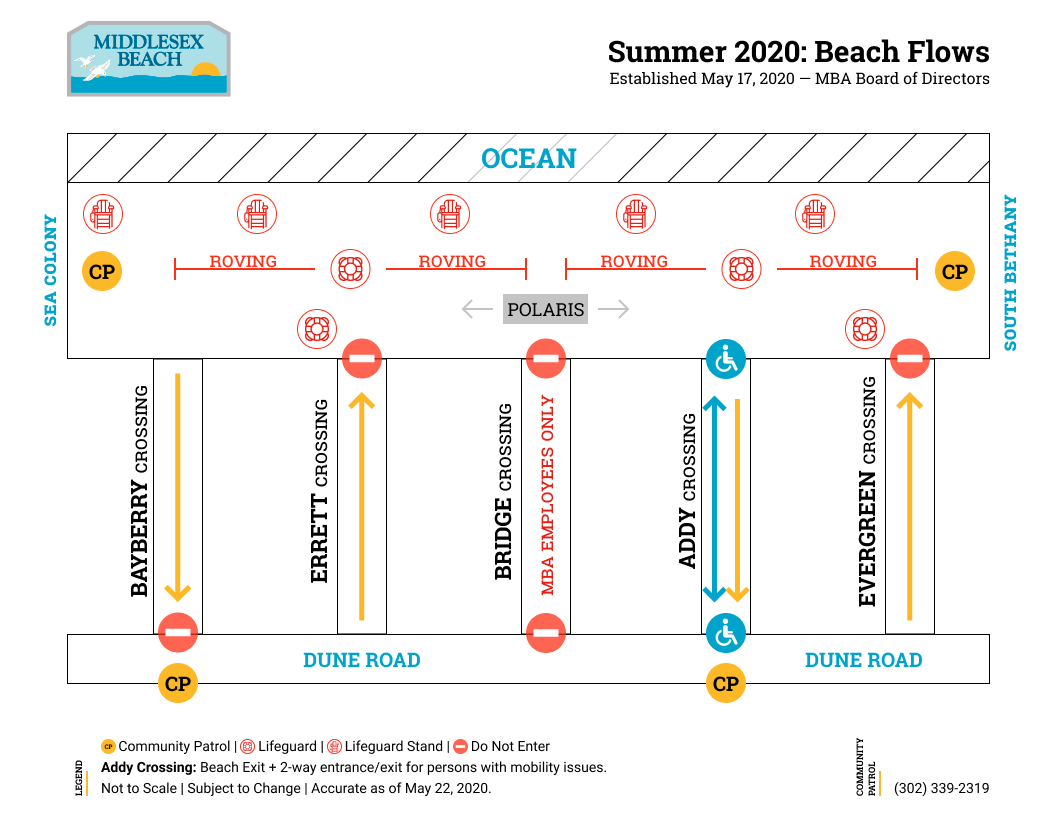 MIDDLESEX
BEACH
Summer 2020: Beach Flows
Established May 17, 2020 — MBA Board of Directors
OCEAN
SEA COLONY
SOUTH BETHANY
CP
ROVING
ROVING
ROVING
ROVING
CP
POLARIS
BAYBERRY CROSSING
ERRETT CROSSING
BRIDGE CROSSING
MBA EMPLOYEES ONLY
ADDY CROSSING
EVERGREEN CROSSING
DUNE ROAD
DUNE ROAD
CP
CP
LEGEND
CP Community Patrol | Lifeguard | Lifeguard Stand | Do Not Enter
Addy Crossing: Beach Exit + 2-way entrance/exit for persons with mobility issues.
Not to Scale | Subject to Change | Accurate as of May 22, 2020.
COMMUNITY
PATROL
(302) 339-2319